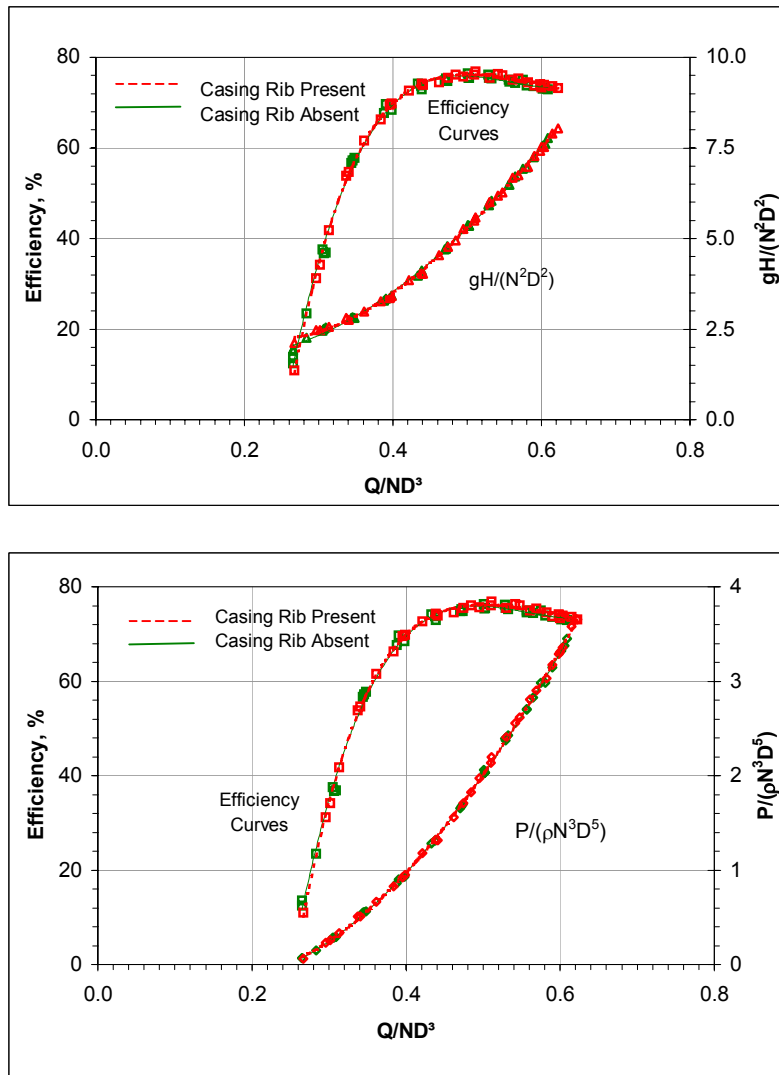 80
60
40
20
0
Efficiency, %
10.0
7.5
5.0
2.5
0.0
gH/(N²D²)
Casing Rib Present
Casing Rib Absent
Efficiency
Curves
gH/(N²D²)
0.0
0.2
0.4
0.6
0.8
Q/ND³
80
60
40
20
0
Efficiency, %
4
3
2
1
0
P/(ρN³D⁵)
Casing Rib Present
Casing Rib Absent
Efficiency
Curves
P/(ρN³D⁵)
0.0
0.2
0.4
0.6
0.8
Q/ND³